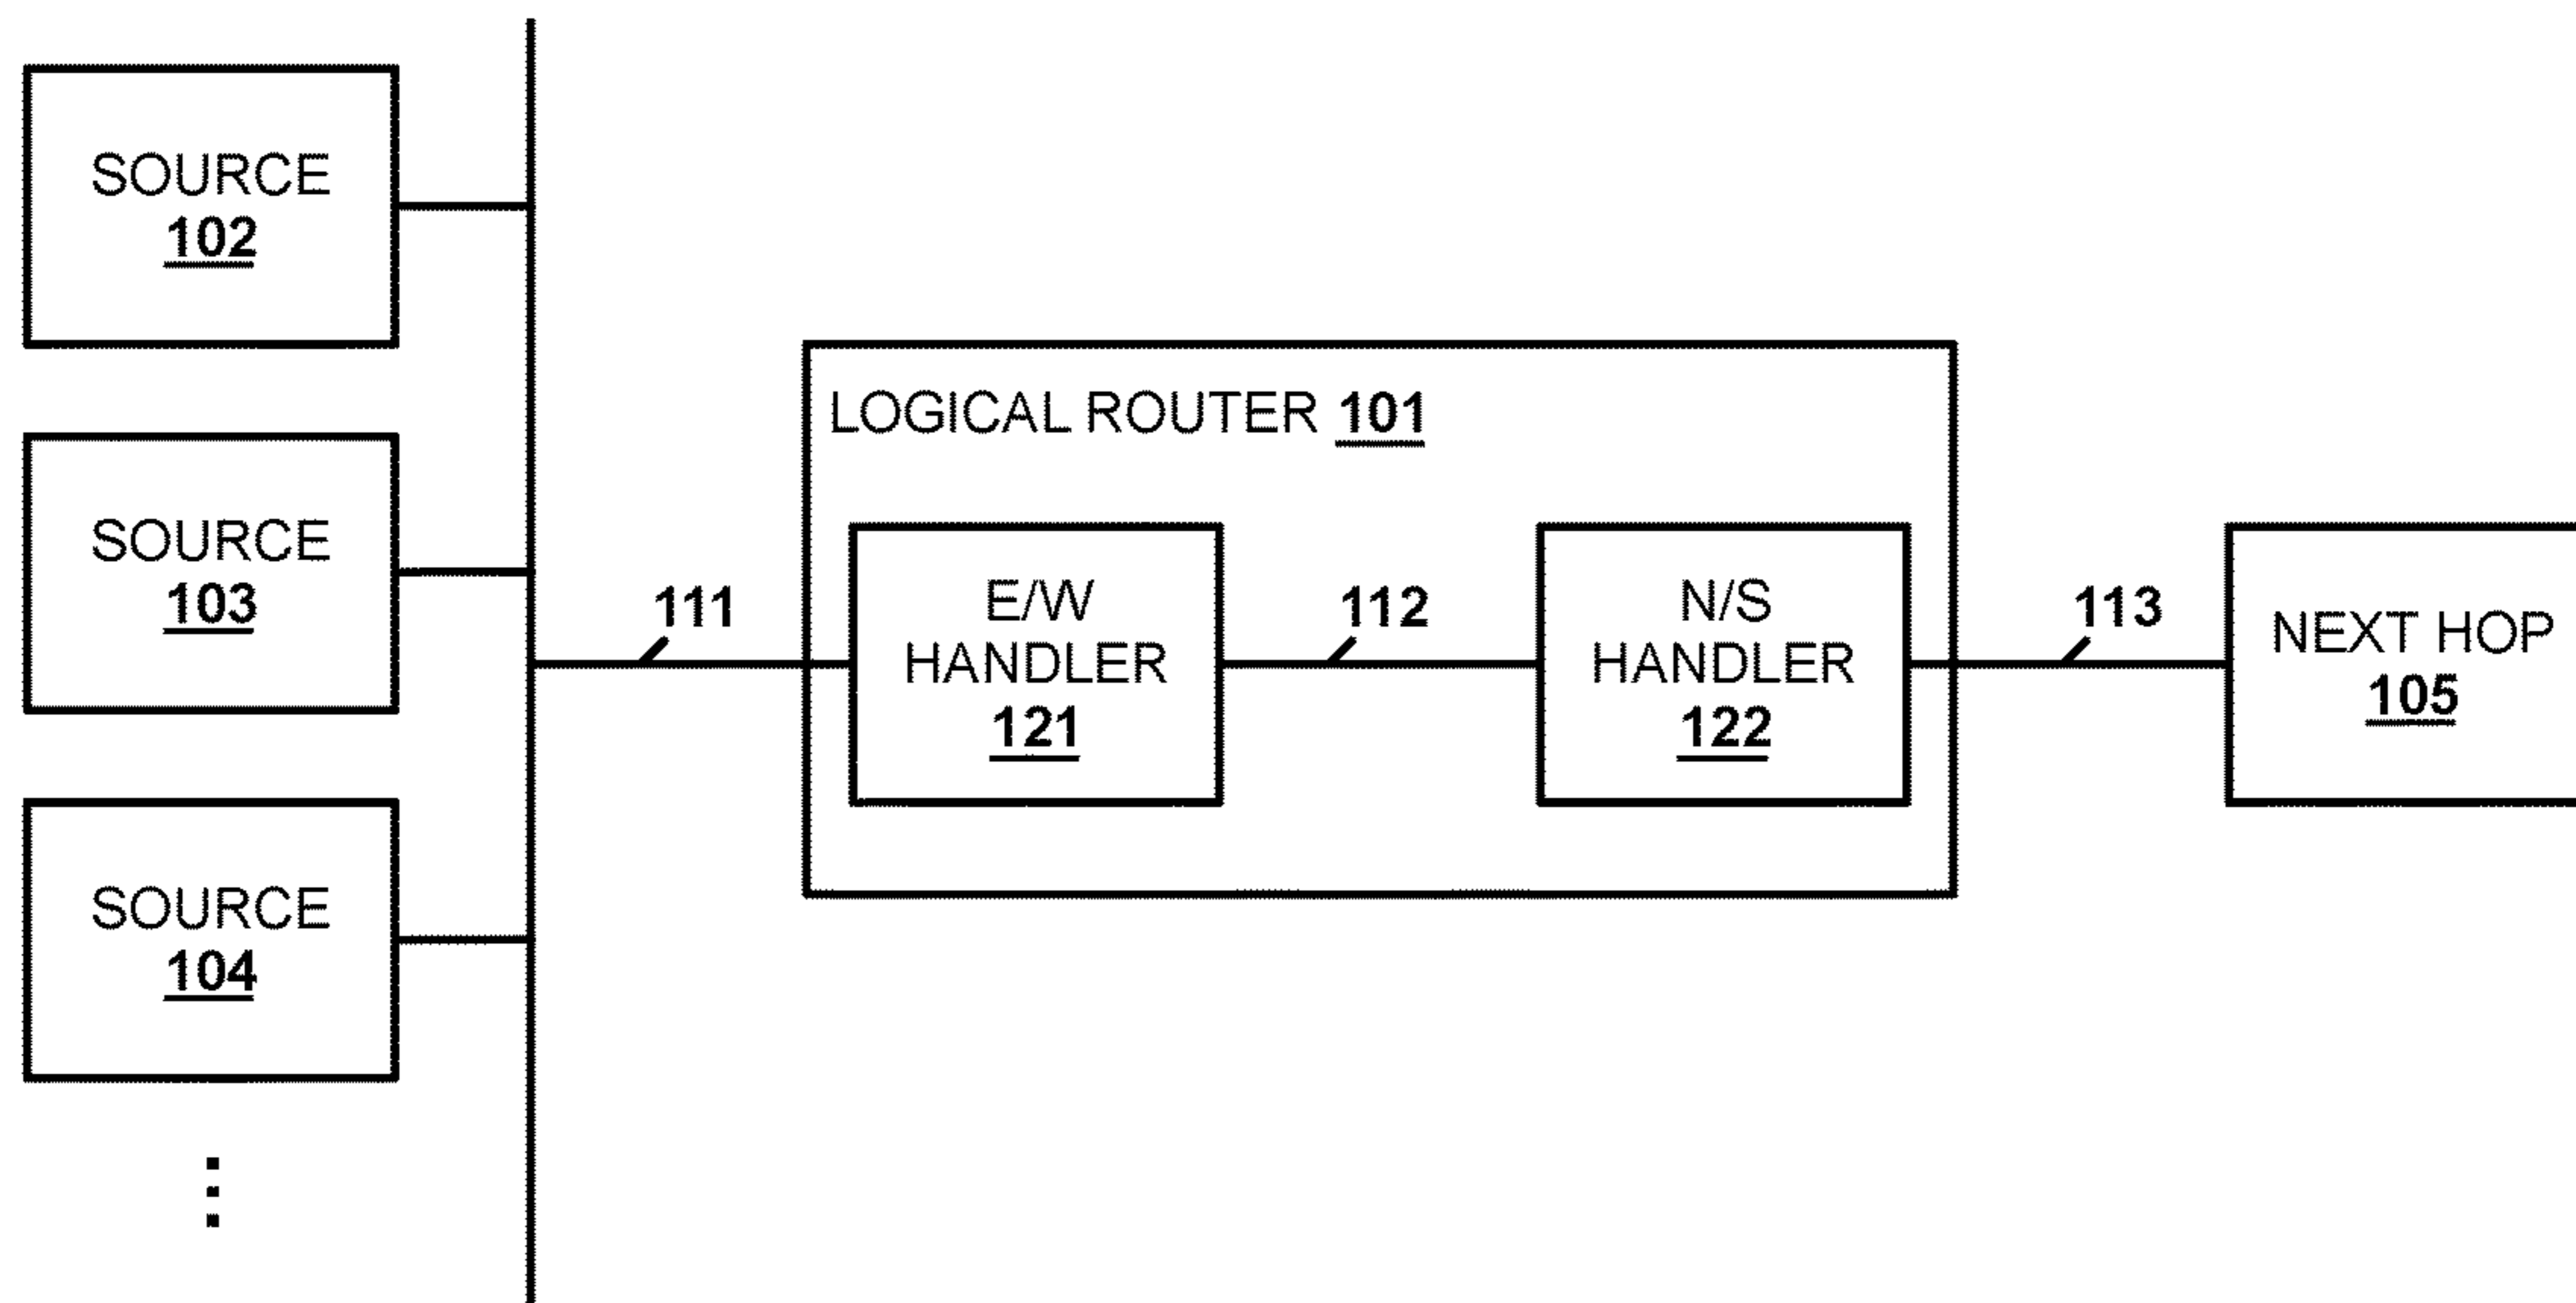 SOURCE
102
SOURCE
103
SOURCE
104
LOGICAL ROUTER 101
111
E/W
HANDLER
121
112
N/S
HANDLER
122
113
NEXT HOP
105